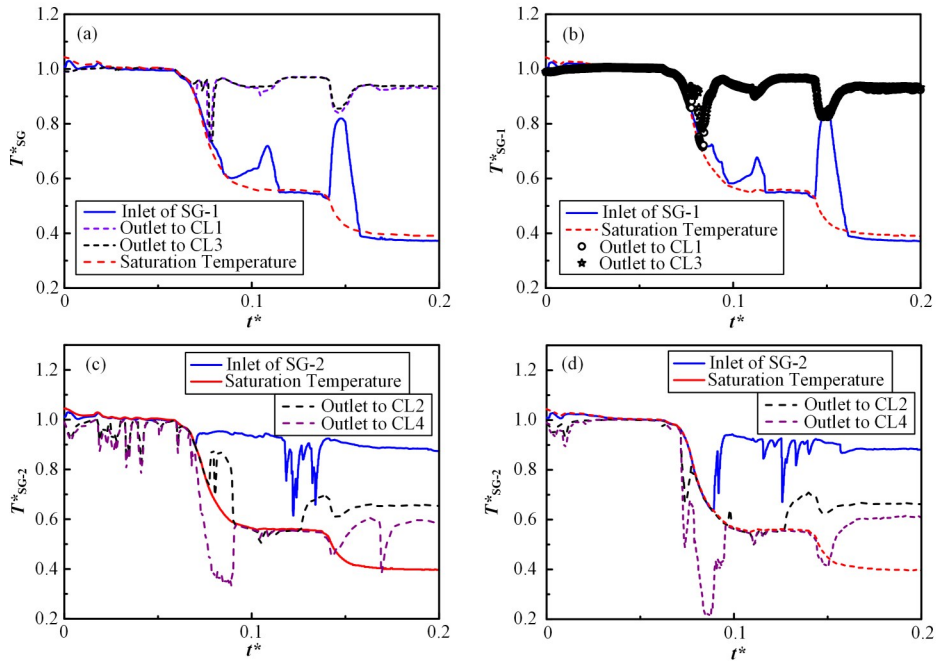 (a)
1.2
1.0
0.8
0.6
0.4
0.2
T*SG
Inlet of SG-1
Outlet to CL1
Outlet to CL3
Saturation Temperature
0
0.1
0.2
t*
(b)
1.2
1.0
0.8
0.6
0.4
0.2
T*SG-1
Inlet of SG-1
Saturation Temperature
Outlet to CL1
Outlet to CL3
0
0.1
0.2
t*
(c)
1.2
1.0
0.8
0.6
0.4
0.2
T*SG-2
Inlet of SG-2
Saturation Temperature
Outlet to CL2
Outlet to CL4
0
0.1
0.2
t*
(d)
1.2
1.0
0.8
0.6
0.4
0.2
T*SG-2
Inlet of SG-2
Saturation Temperature
Outlet to CL2
Outlet to CL4
0
0.1
0.2
t*